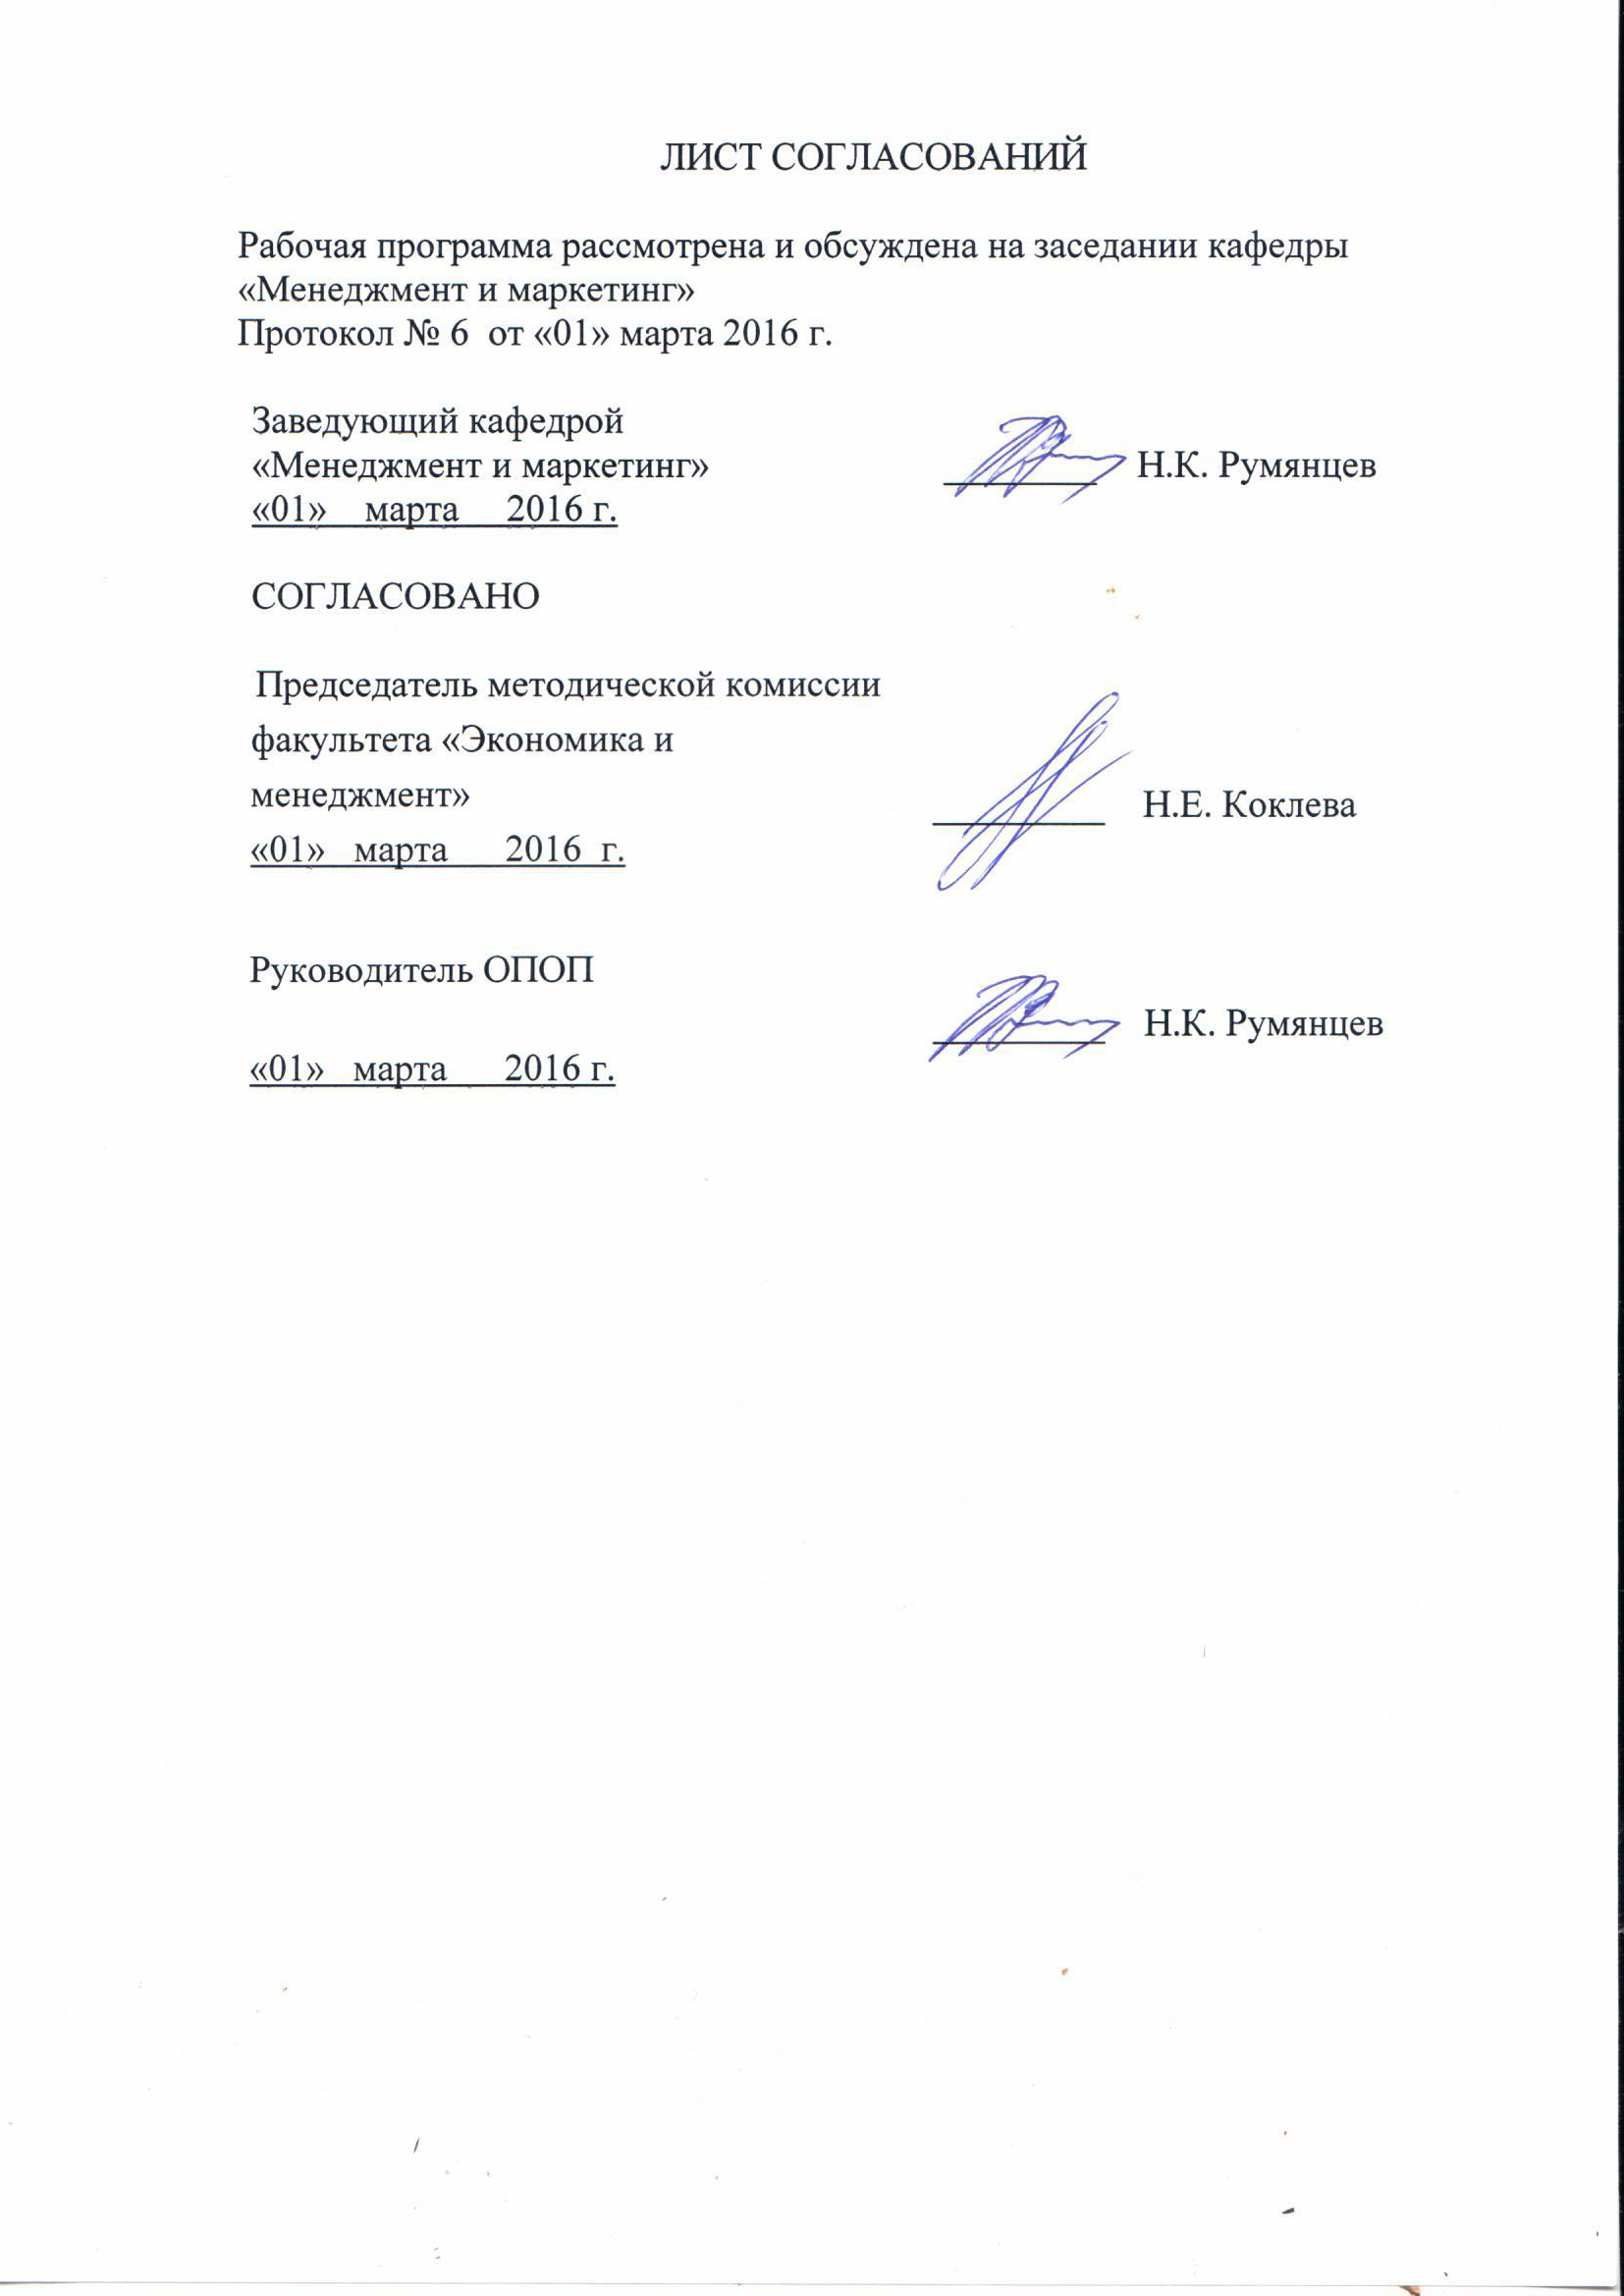 ЛИСТ СОГЛАСОВАНИЙ
Рабочая программа рассмотрена и обсуждена на заседании кафедры
«Менеджмент и маркетинг»
Протокол № 6 от «01» марта 2016 г.
Заведующий кафедрой
«Менеджмент и маркетинг» Н.К. Румянцев
«01» марта 2016 г.
СОГЛАСОВАНО
Председатель методической комиссии
факультета «Экономика и
менеджмент» Н.Е. Коклева
«01» марта 2016 г.
Руководитель ОПОП
Н.К. Румянцев
«01» марта 2016 г.